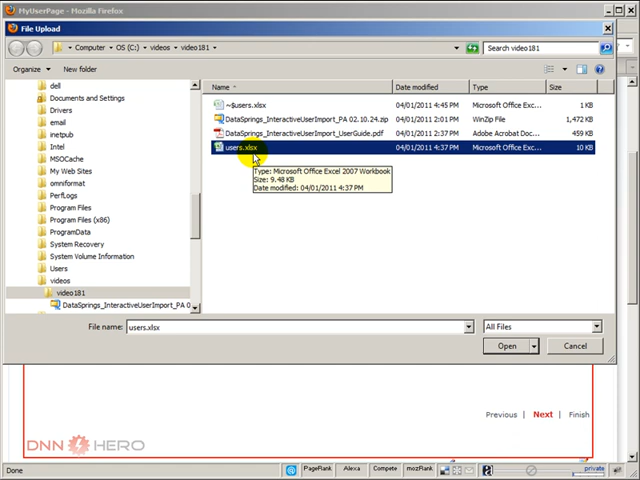 MyUserPage - Mozilla Firefox
File Upload
Computer ▸ OS (C:) ▸ videos ▸ video181 ▸
Search video181
Organize
New folder
dell
Documents and Settings
Drivers
email
inetpub
Intel
MSOCache
My Web Sites
omniformat
PerfLogs
Program Files
Program Files (x86)
ProgramData
System Recovery
System Volume Information
Users
videos
video181
DataSprings_InteractiveUserImport_PA 0
Name Date modified Type Size
~$users.xlsx 04/01/2011 4:45 PM Microsoft Office Exc... 1 KB
DataSprings_InteractiveUserImport_PA 02.10.24.zip 04/01/2011 2:01 PM WinZip File 1,472 KB
DataSprings_InteractiveUserImport_UserGuide.pdf 04/01/2011 2:37 PM Adobe Acrobat Doc... 459 KB
users.xlsx 04/01/2011 4:37 PM Microsoft Office Exc... 10 KB
Type: Microsoft Office Excel 2007 Workbook
Size: 9.48 KB
Date modified: 04/01/2011 4:37 PM
File name: users.xlsx All Files
Open Cancel
Previous | Next | Finish
DNN HERO
Done
PageRank Alexa Compete mozRank private